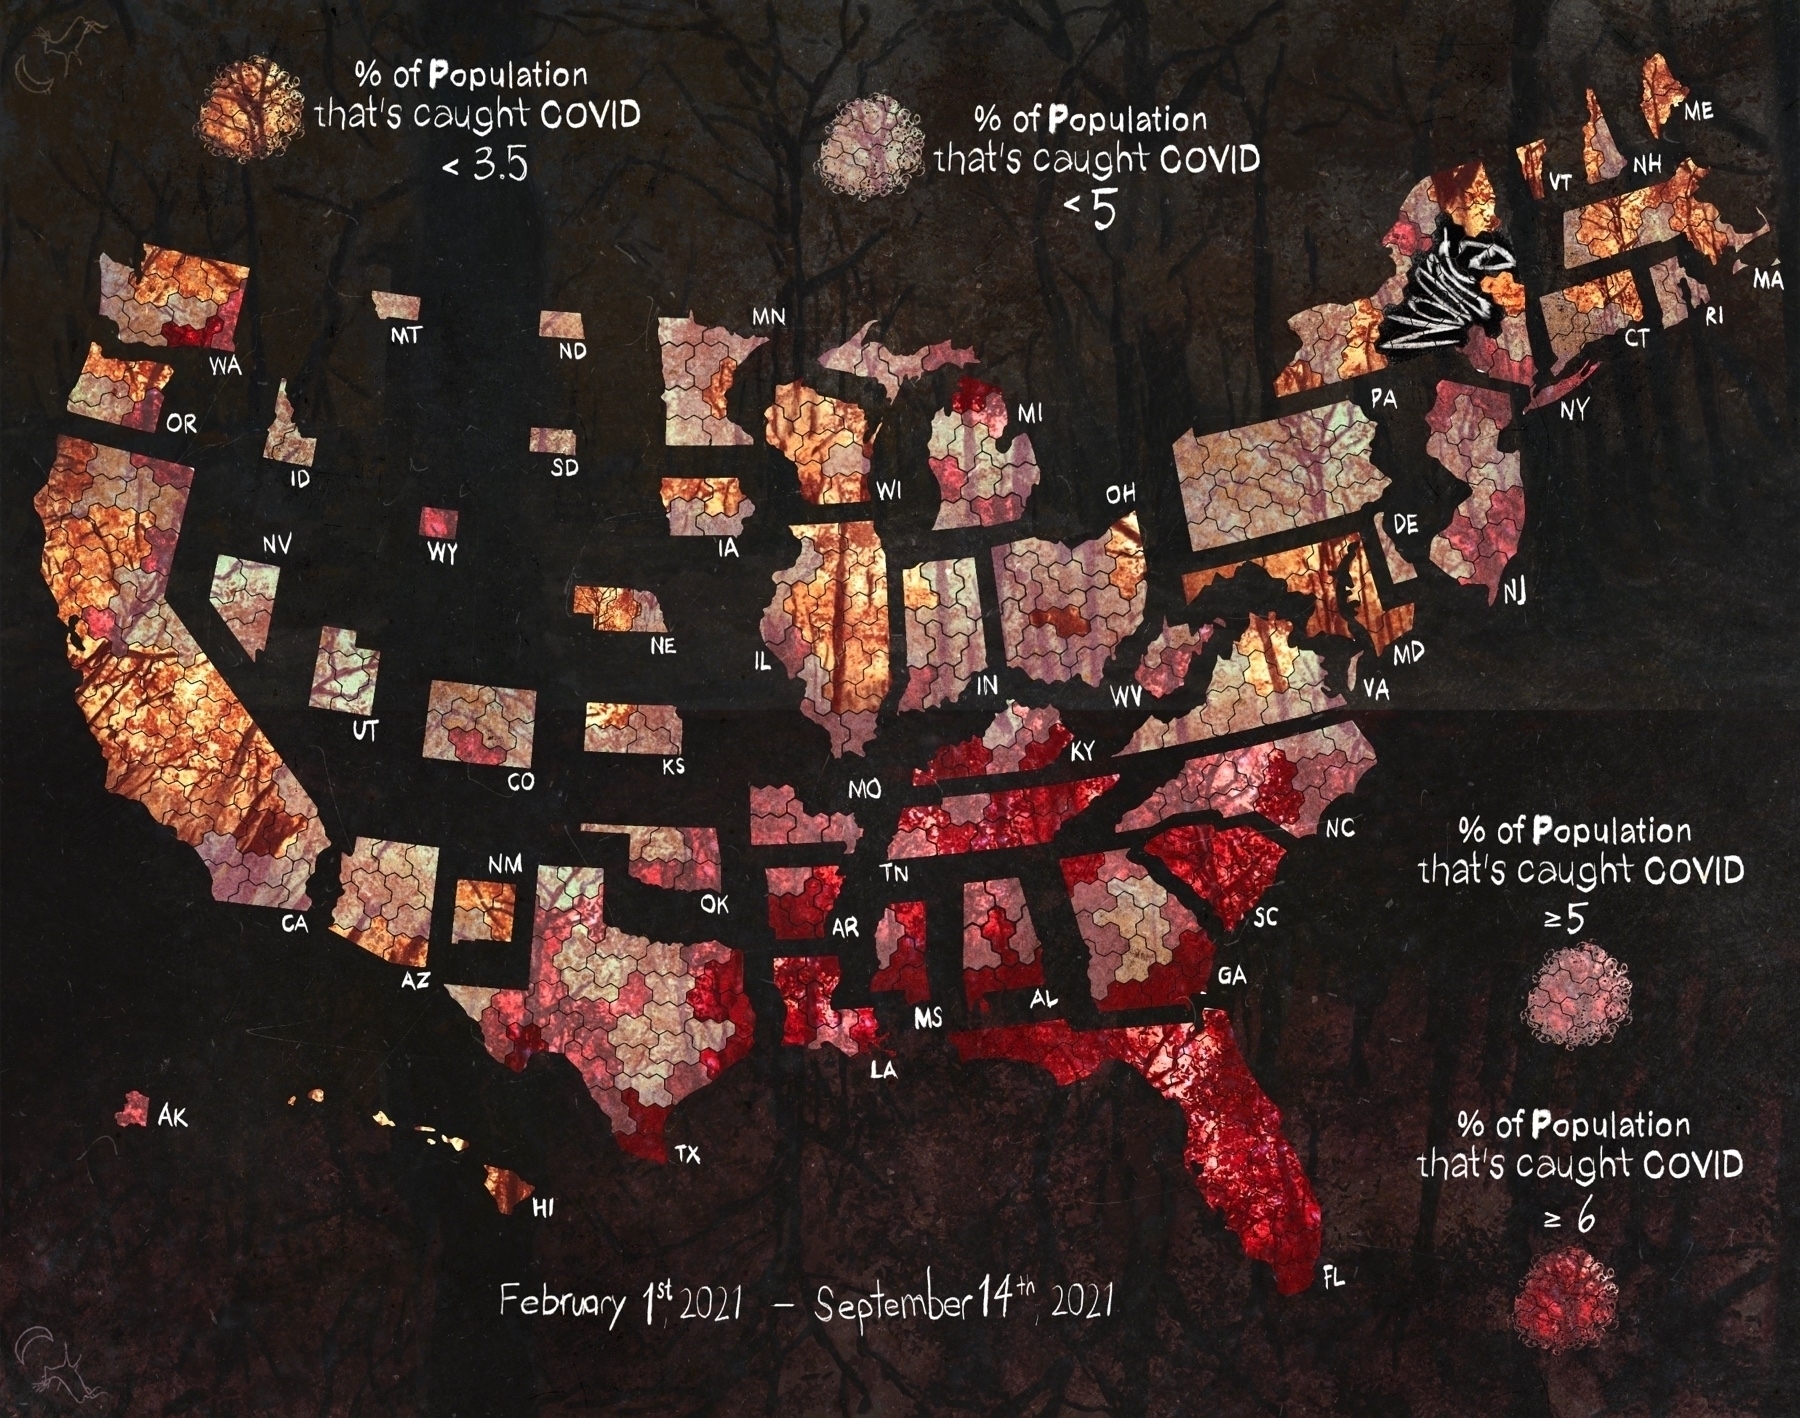 % of Population
that's caught COVID
< 3.5
% of Population
that's caught COVID
< 5
ME
NH
VT
MA
RI
CT
NY
PA
WA
MT
ND
MN
OR
ID
SD
MI
WI
IA
OH
DE
NJ
NV
WY
NE
IL
IN
WV
MD
VA
UT
CO
KS
MO
KY
NC
CA
AZ
NM
OK
AR
TN
MS
AL
GA
SC
LA
TX
AK
HI
FL
% of Population
that's caught COVID
≥5
% of Population
that's caught COVID
≥ 6
February 1st, 2021 – September 14th, 2021